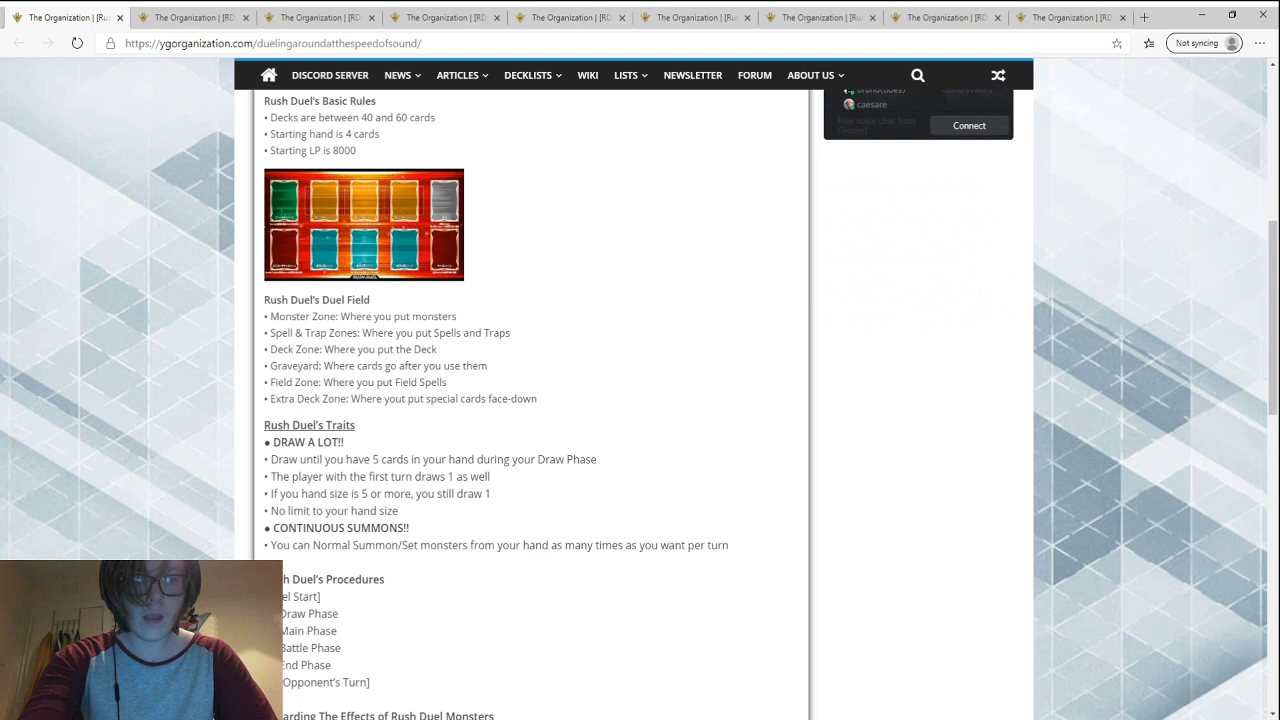 The Organization | [Rus
The Organization | [RD
The Organization | [RD
The Organization | [RD
The Organization | [RD
The Organization | [Rus
The Organization | [Rus
The Organization | [RD
The Organization | [RD
https://ygorganization.com/duelingaroundatthespeedofsound/
Not syncing
DISCORD SERVER NEWS ARTICLES DECKLISTS WIKI LISTS NEWSLETTER FORUM ABOUT US
caesare
Free voice chat from
Connect
Rush Duel's Basic Rules
• Decks are between 40 and 60 cards
• Starting hand is 4 cards
• Starting LP is 8000
Rush Duel's Duel Field
• Monster Zone: Where you put monsters
• Spell & Trap Zones: Where you put Spells and Traps
• Deck Zone: Where you put the Deck
• Graveyard: Where cards go after you use them
• Field Zone: Where you put Field Spells
• Extra Deck Zone: Where yout put special cards face-down
Rush Duel's Traits
● DRAW A LOT!!
• Draw until you have 5 cards in your hand during your Draw Phase
• The player with the first turn draws 1 as well
• If you hand size is 5 or more, you still draw 1
• No limit to your hand size
● CONTINUOUS SUMMONS!!
• You can Normal Summon/Set monsters from your hand as many times as you want per turn
h Duel's Procedures
el Start]
Draw Phase
Main Phase
Battle Phase
End Phase
Opponent's Turn]
arding The Effects of Rush Duel Monsters